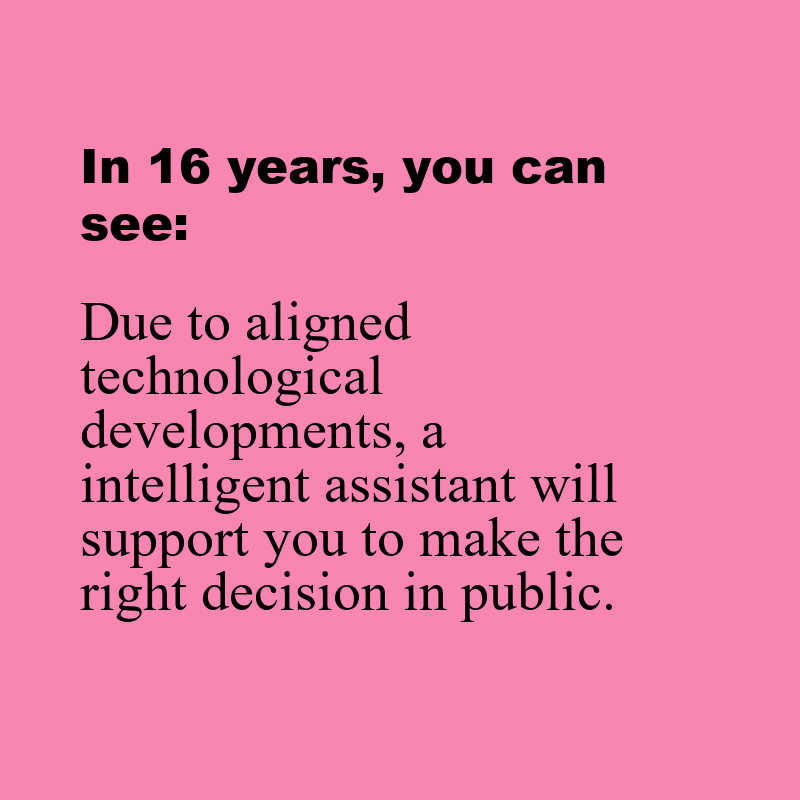 In 16 years, you can
see:
Due to aligned
technological
developments, a
intelligent assistant will
support you to make the
right decision in public.